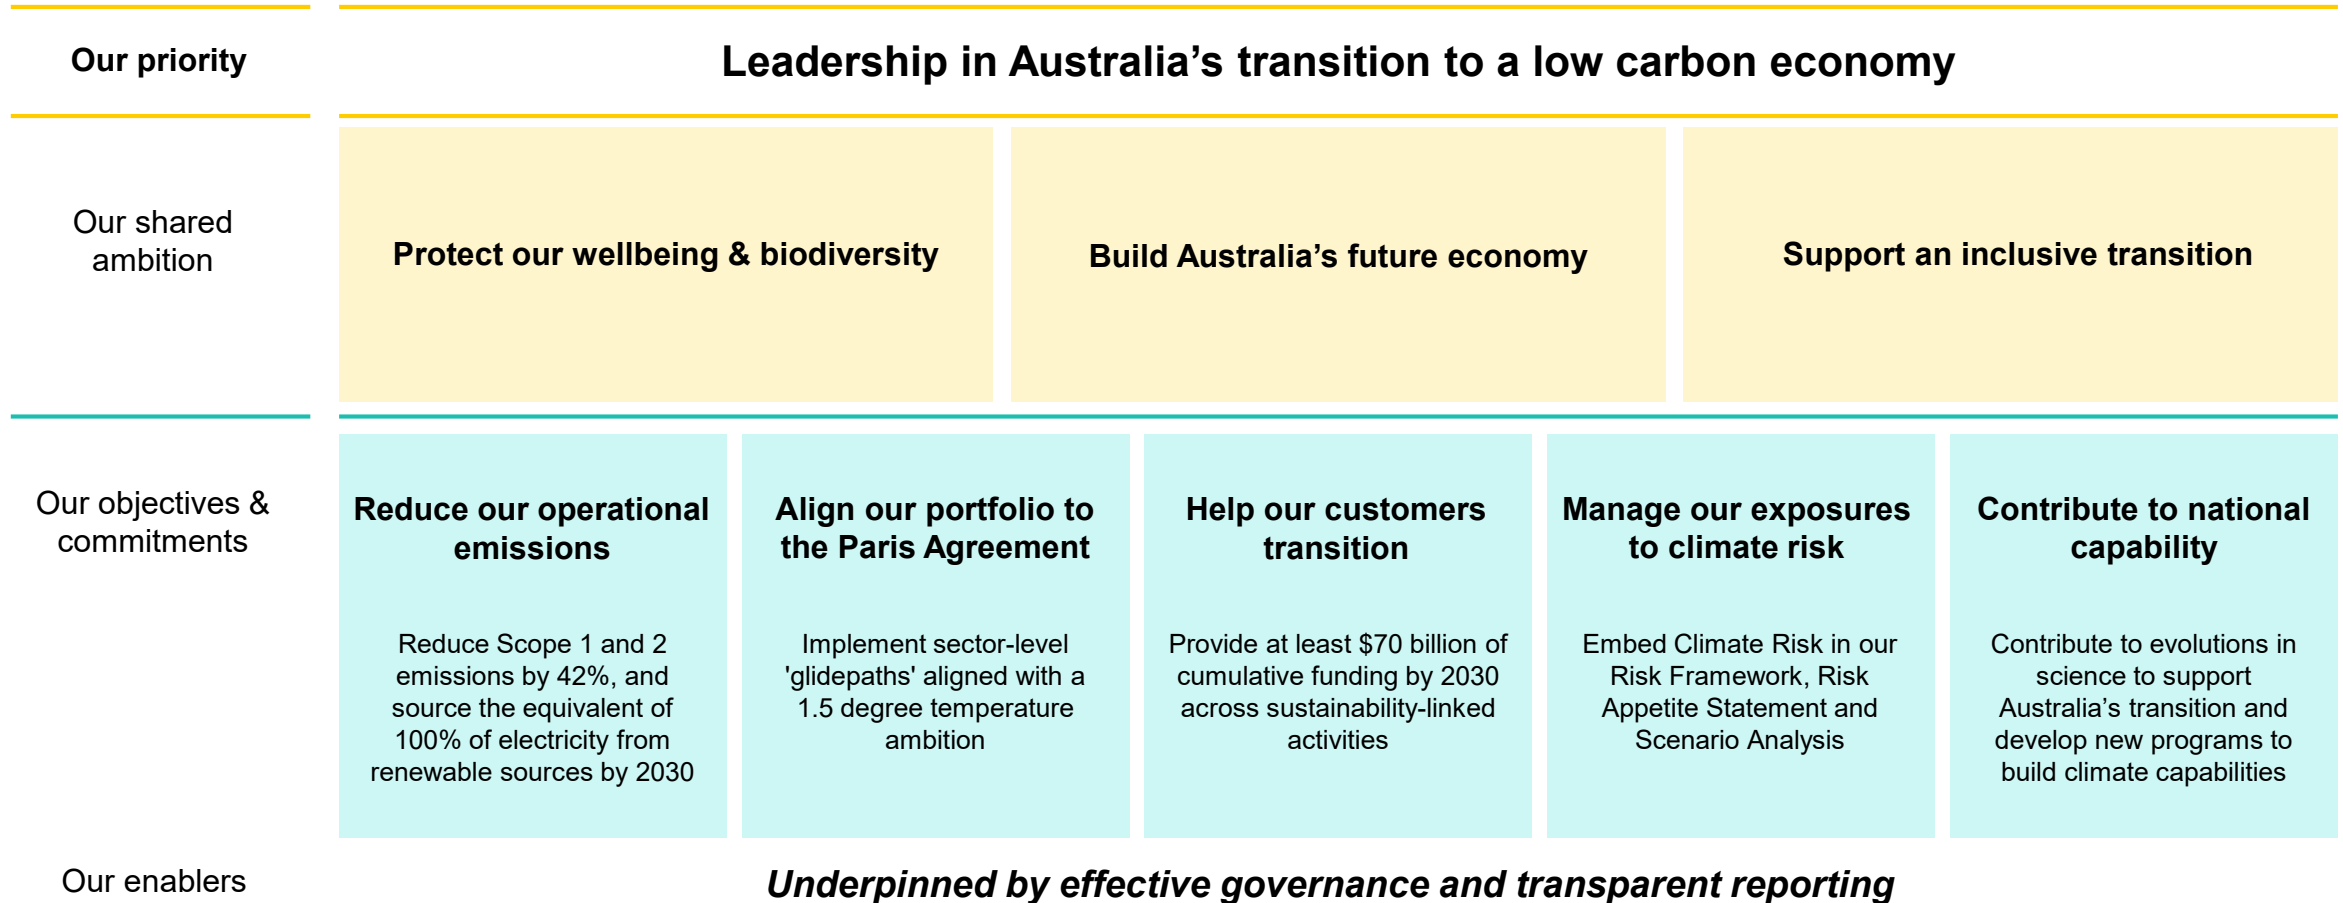 Our priority
Leadership in Australia’s transition to a low carbon economy
Our shared
ambition
Protect our wellbeing & biodiversity
Build Australia’s future economy
Support an inclusive transition
Our objectives &
commitments
Reduce our operational
emissions
Reduce Scope 1 and 2
emissions by 42%, and
source the equivalent of
100% of electricity from
renewable sources by 2030
Align our portfolio to
the Paris Agreement
Implement sector-level
'glidepaths' aligned with a
1.5 degree temperature
ambition
Help our customers
transition
Provide at least $70 billion of
cumulative funding by 2030
across sustainability-linked
activities
Manage our exposures
to climate risk
Embed Climate Risk in our
Risk Framework, Risk
Appetite Statement and
Scenario Analysis
Contribute to national
capability
Contribute to evolutions in
science to support
Australia’s transition and
develop new programs to
build climate capabilities
Our enablers
Underpinned by effective governance and transparent reporting